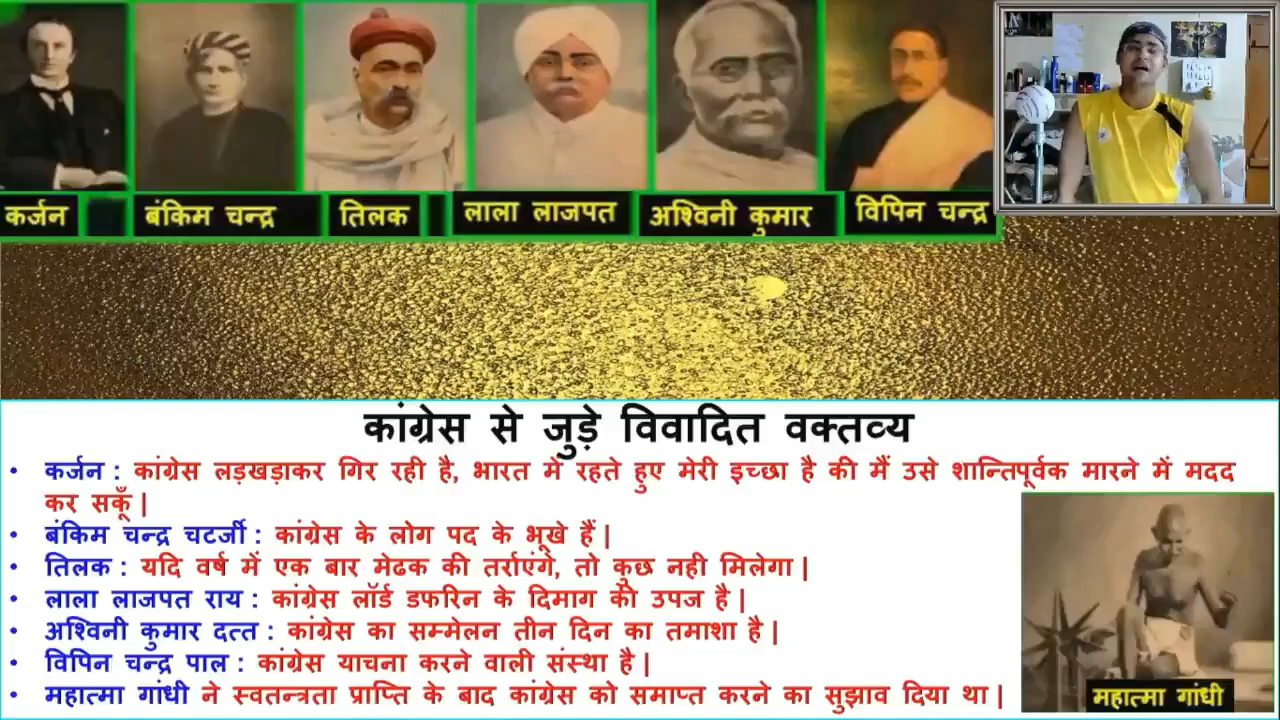 कर्जन
बंकिम चन्द्र
तिलक
लाला लाजपत
अश्विनी कुमार
विपिन चन्द्र
कांग्रेस से जुड़े विवादित वक्तव्य
• कर्जन : कांग्रेस लड़खड़ाकर गिर रही है, भारत में रहते हुए मेरी इच्छा है की मैं उसे शान्तिपूर्वक मारने में मदद
कर सकूँ |
• बंकिम चन्द्र चटर्जी : कांग्रेस के लोग पद के भूखे हैं |
• तिलक : यदि वर्ष में एक बार मेढक की तर्राएंगे, तो कुछ नही मिलेगा |
• लाला लाजपत राय : कांग्रेस लॉर्ड डफरिन के दिमाग की उपज है |
• अश्विनी कुमार दत्त : कांग्रेस का सम्मेलन तीन दिन का तमाशा है |
• विपिन चन्द्र पाल : कांग्रेस याचना करने वाली संस्था है |
• महात्मा गांधी ने स्वतन्त्रता प्राप्ति के बाद कांग्रेस को समाप्त करने का सुझाव दिया था |
महात्मा गांधी